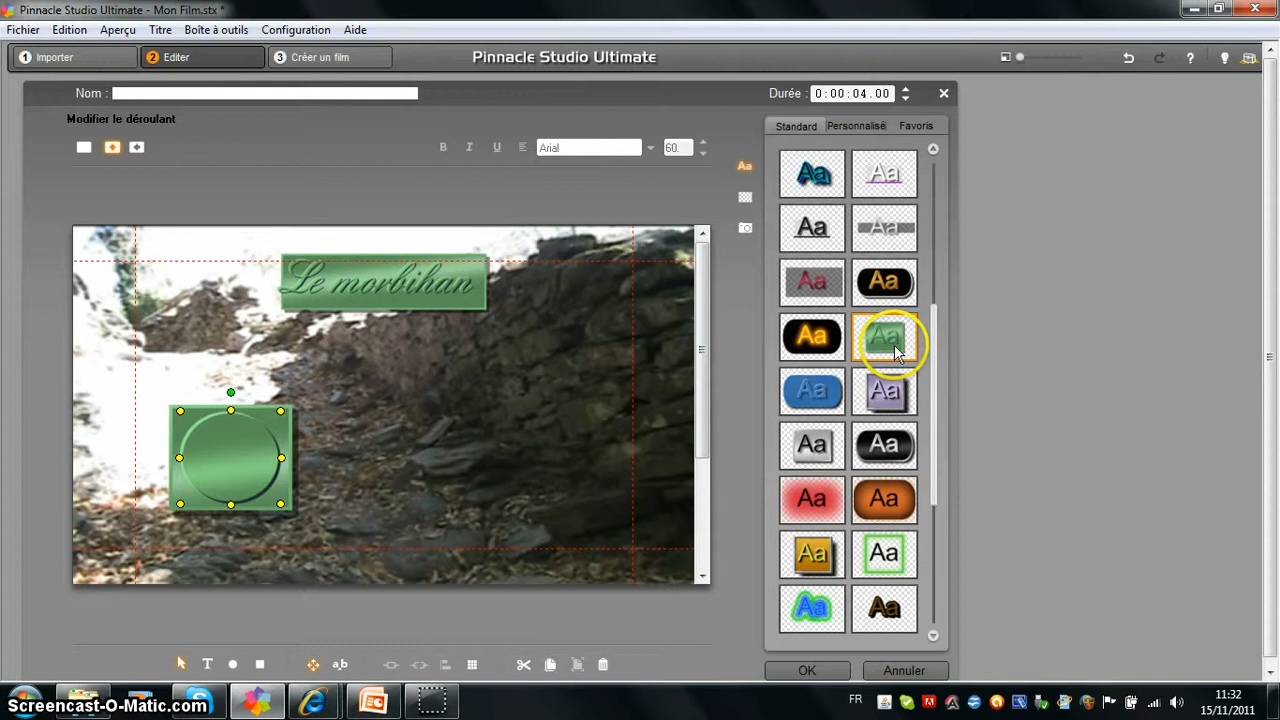 Pinnacle Studio Ultimate - Mon Film.stx *
Fichier Edition Aperçu Titre Boîte à outils Configuration Aide
1 Importer 2 Editer 3 Créer un film Pinnacle Studio Ultimate ?
Nom : Durée : 0:00:04.00
Modifier le déroulant
Standard Personnalisé Favoris
B I U Arial 60.
Aa
Aa Aa
Aa Aa
Le morbihan
Aa Aa
Aa Aa
Aa Aa
Aa Aa
Aa Aa
Aa Aa
Aa Aa
T a͟b
OK Annuler
FR 11:32
15/11/2011
Screencast-O-Matic.com